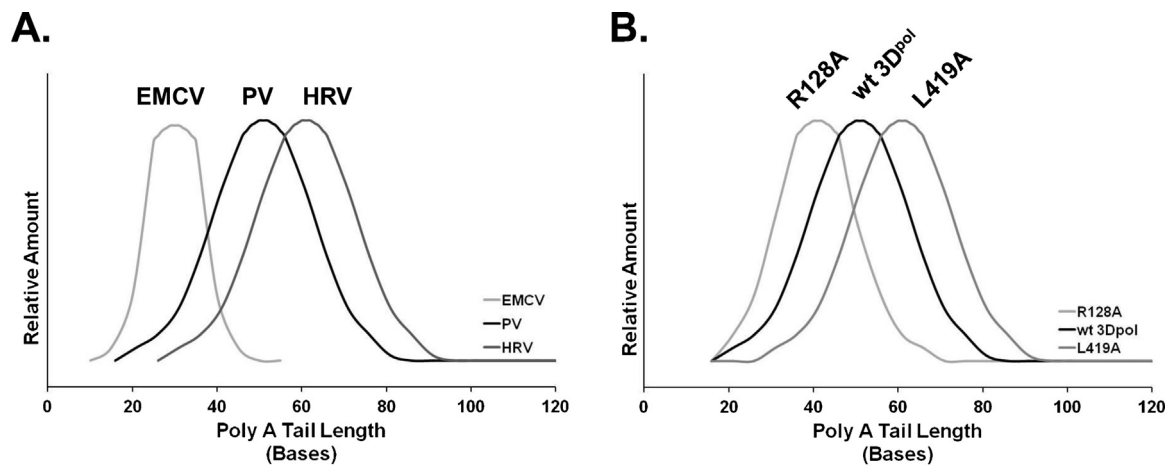 A.
EMCV PV HRV
Relative Amount
EMCV
PV
HRV
0 20 40 60 80 100 120
Poly A Tail Length
(Bases)
B.
R128A wt 3Dpol L419A
Relative Amount
R128A
wt 3Dpol
L419A
0 20 40 60 80 100 120
Poly A Tail Length
(Bases)